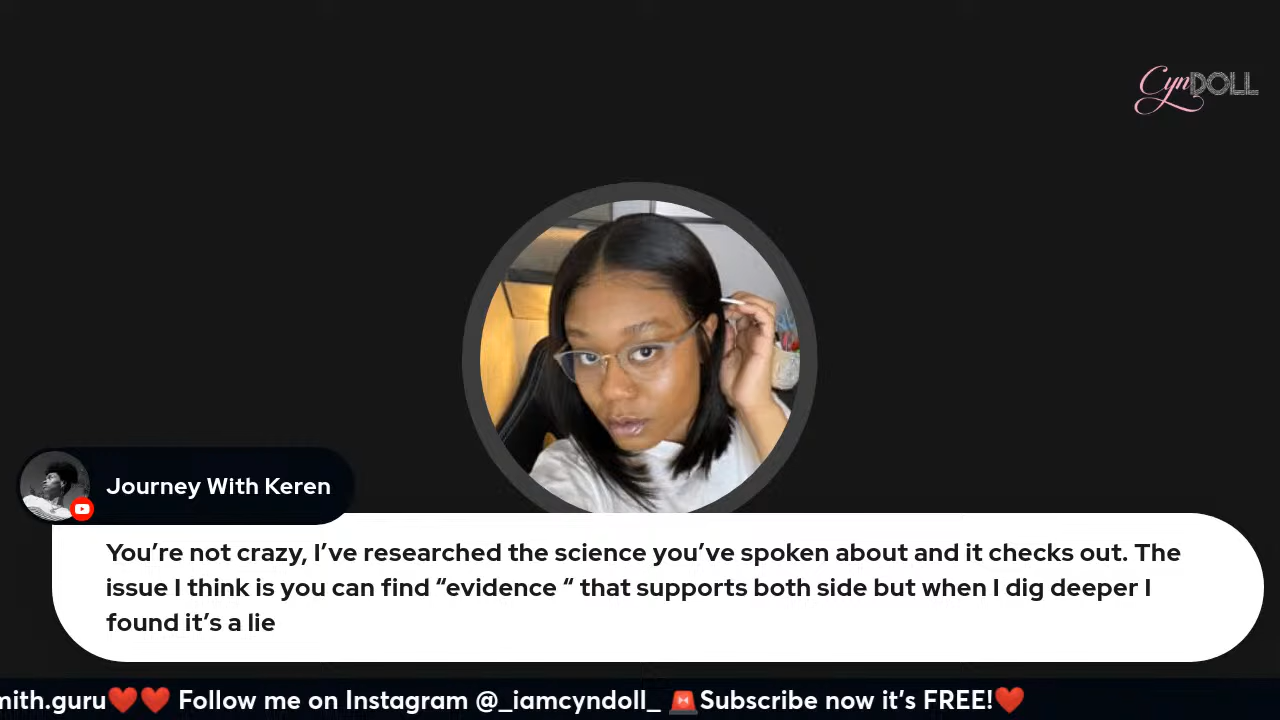 CynDOLL
Journey With Keren
You’re not crazy, I’ve researched the science you’ve spoken about and it checks out. The
issue I think is you can find “evidence “ that supports both side but when I dig deeper I
found it’s a lie
mith.guru❤️❤️ Follow me on Instagram @_iamcyndoll_ 🚨Subscribe now it’s FREE!❤️